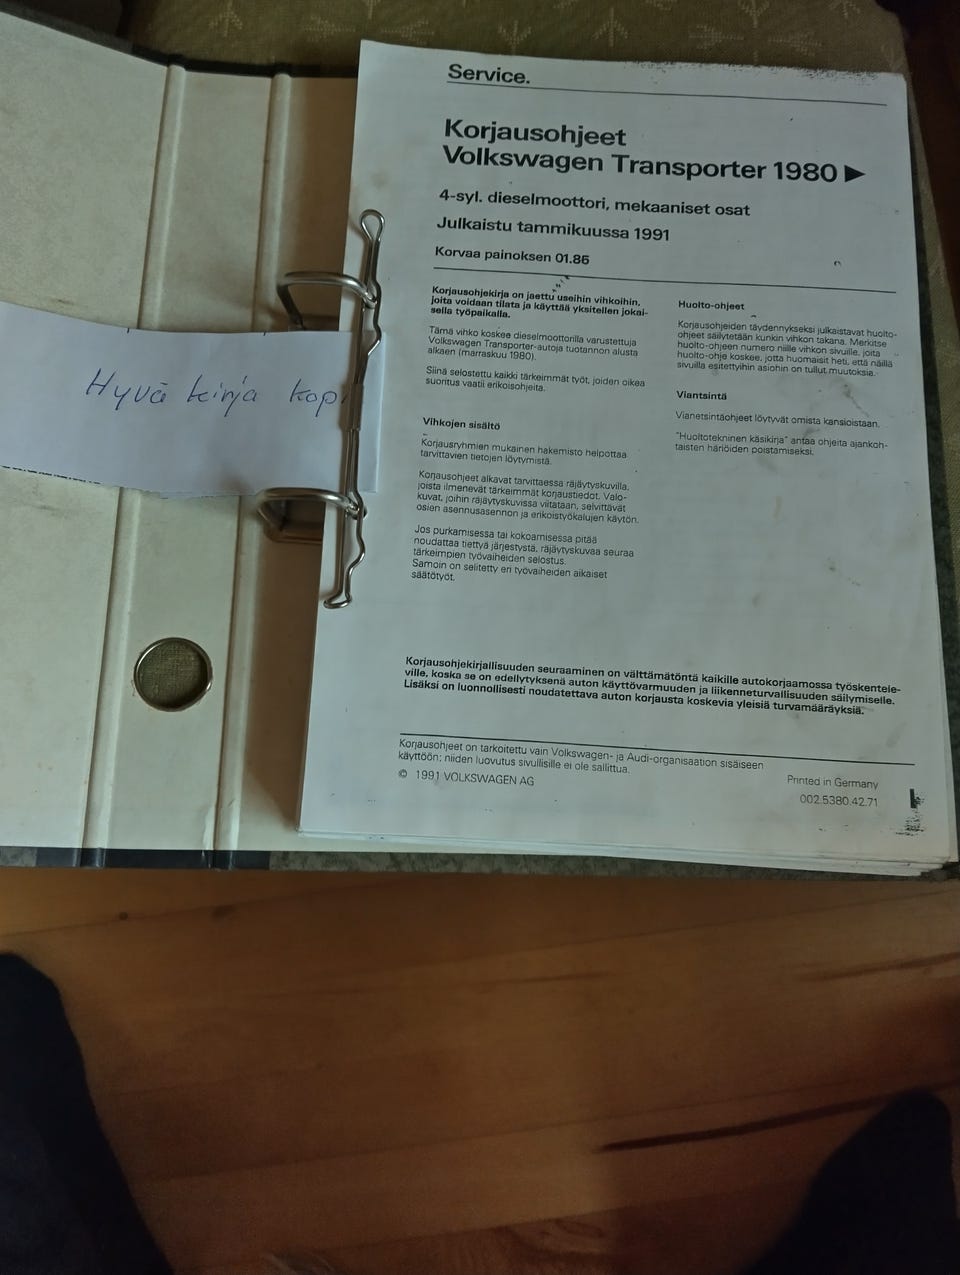 Service.
Korjausohjeet
Volkswagen Transporter 1980 ▶
4-syl. dieselmoottori, mekaaniset osat
Julkaistu tammikuussa 1991
Korvaa painoksen 01.86
Korjausohjekirja on jaettu useihin vihkoihin,
joita voidaan tilata ja käyttää yksitellen jokai-
sella työpaikalla.
Tämä vihko koskee dieselmoottorilla varustettuja
Volkswagen Transporter-autoja tuotannon alusta
alkaen (marraskuu 1980).
Siinä selostettu kaikki tärkeimmät työt, joiden oikea
suoritus vaatii erikoisohjeita.
Vihkojen sisältö
Korjausryhmien mukainen hakemisto helpottaa
tarvittavien tietojen löytymistä.
Korjausohjeet alkavat tarvittaessa räjäytyskuvilla,
joista ilmenevät tärkeimmät korjaustiedot. Valo-
kuvat, joihin räjäytyskuvissa viitataan, selvittävät
osien asennusasennon ja erikoistyökalujen käytön.
Jos purkamisessa tai kokoamisessa pitää
noudattaa tiettyä järjestystä, räjäytyskuvaa seuraa
tärkeimpien työvaiheiden selostus.
Samoin on selitetty eri työvaiheiden aikaiset
säätötyöt.
Huolto-ohjeet
Korjausohjeiden täydennykseksi julkaistavat huolto-
ohjeet säilytetään kunkin vihkon takana. Merkitse
huolto-ohjeen numero niille vihkon sivuille, joita
huolto-ohje koskee, jotta huomaisit heti, että näillä
sivuilla esitettyihin asioihin on tullut muutoksia.
Viantsintä
Vianetsintäohjeet löytyvät omista kansioistaan.
"Huoltotekninen käsikirja" antaa ohjeita ajankoh-
taisten häiriöiden poistamiseksi.
Korjausohjekirjallisuuden seuraaminen on välttämätöntä kaikille autokorjaamossa työskentele-
ville, koska se on edellytyksenä auton käyttövarmuuden ja liikenneturvallisuuden säilymiselle.
Lisäksi on luonnollisesti noudatettava auton korjausta koskevia yleisiä turvamääräyksiä.
Korjausohjeet on tarkoitettu vain Volkswagen- ja Audi-organisaation sisäiseen
käyttöön; niiden luovutus sivullisille ei ole sallittua.
© 1991 VOLKSWAGEN AG
Printed in Germany
002.5380.42.71
Hyvä kirja kopi